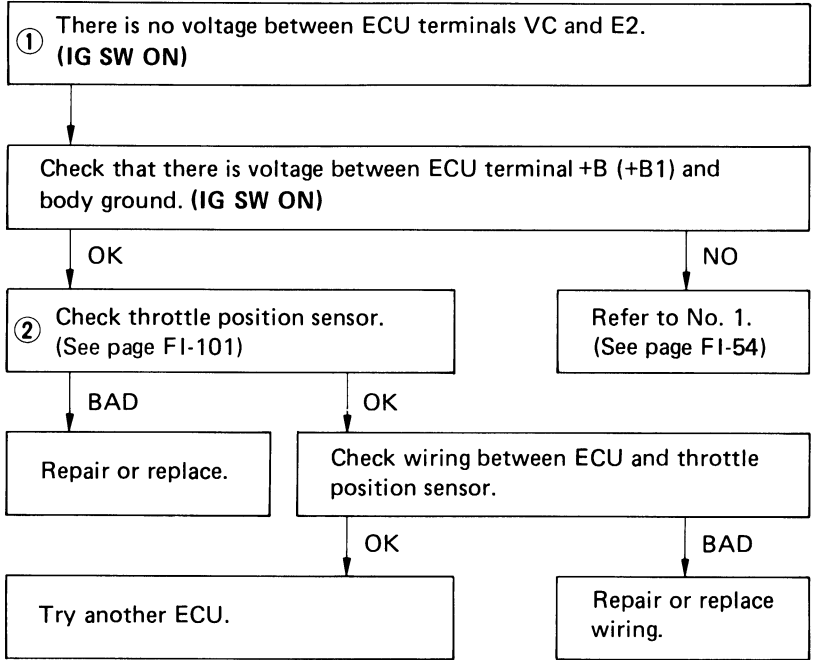 ① There is no voltage between ECU terminals VC and E2.
(IG SW ON)
Check that there is voltage between ECU terminal +B (+B1) and
body ground. (IG SW ON)
OK
NO
② Check throttle position sensor.
(See page FI-101)
Refer to No. 1.
(See page FI-54)
BAD
OK
Repair or replace.
Check wiring between ECU and throttle
position sensor.
OK
BAD
Try another ECU.
Repair or replace
wiring.